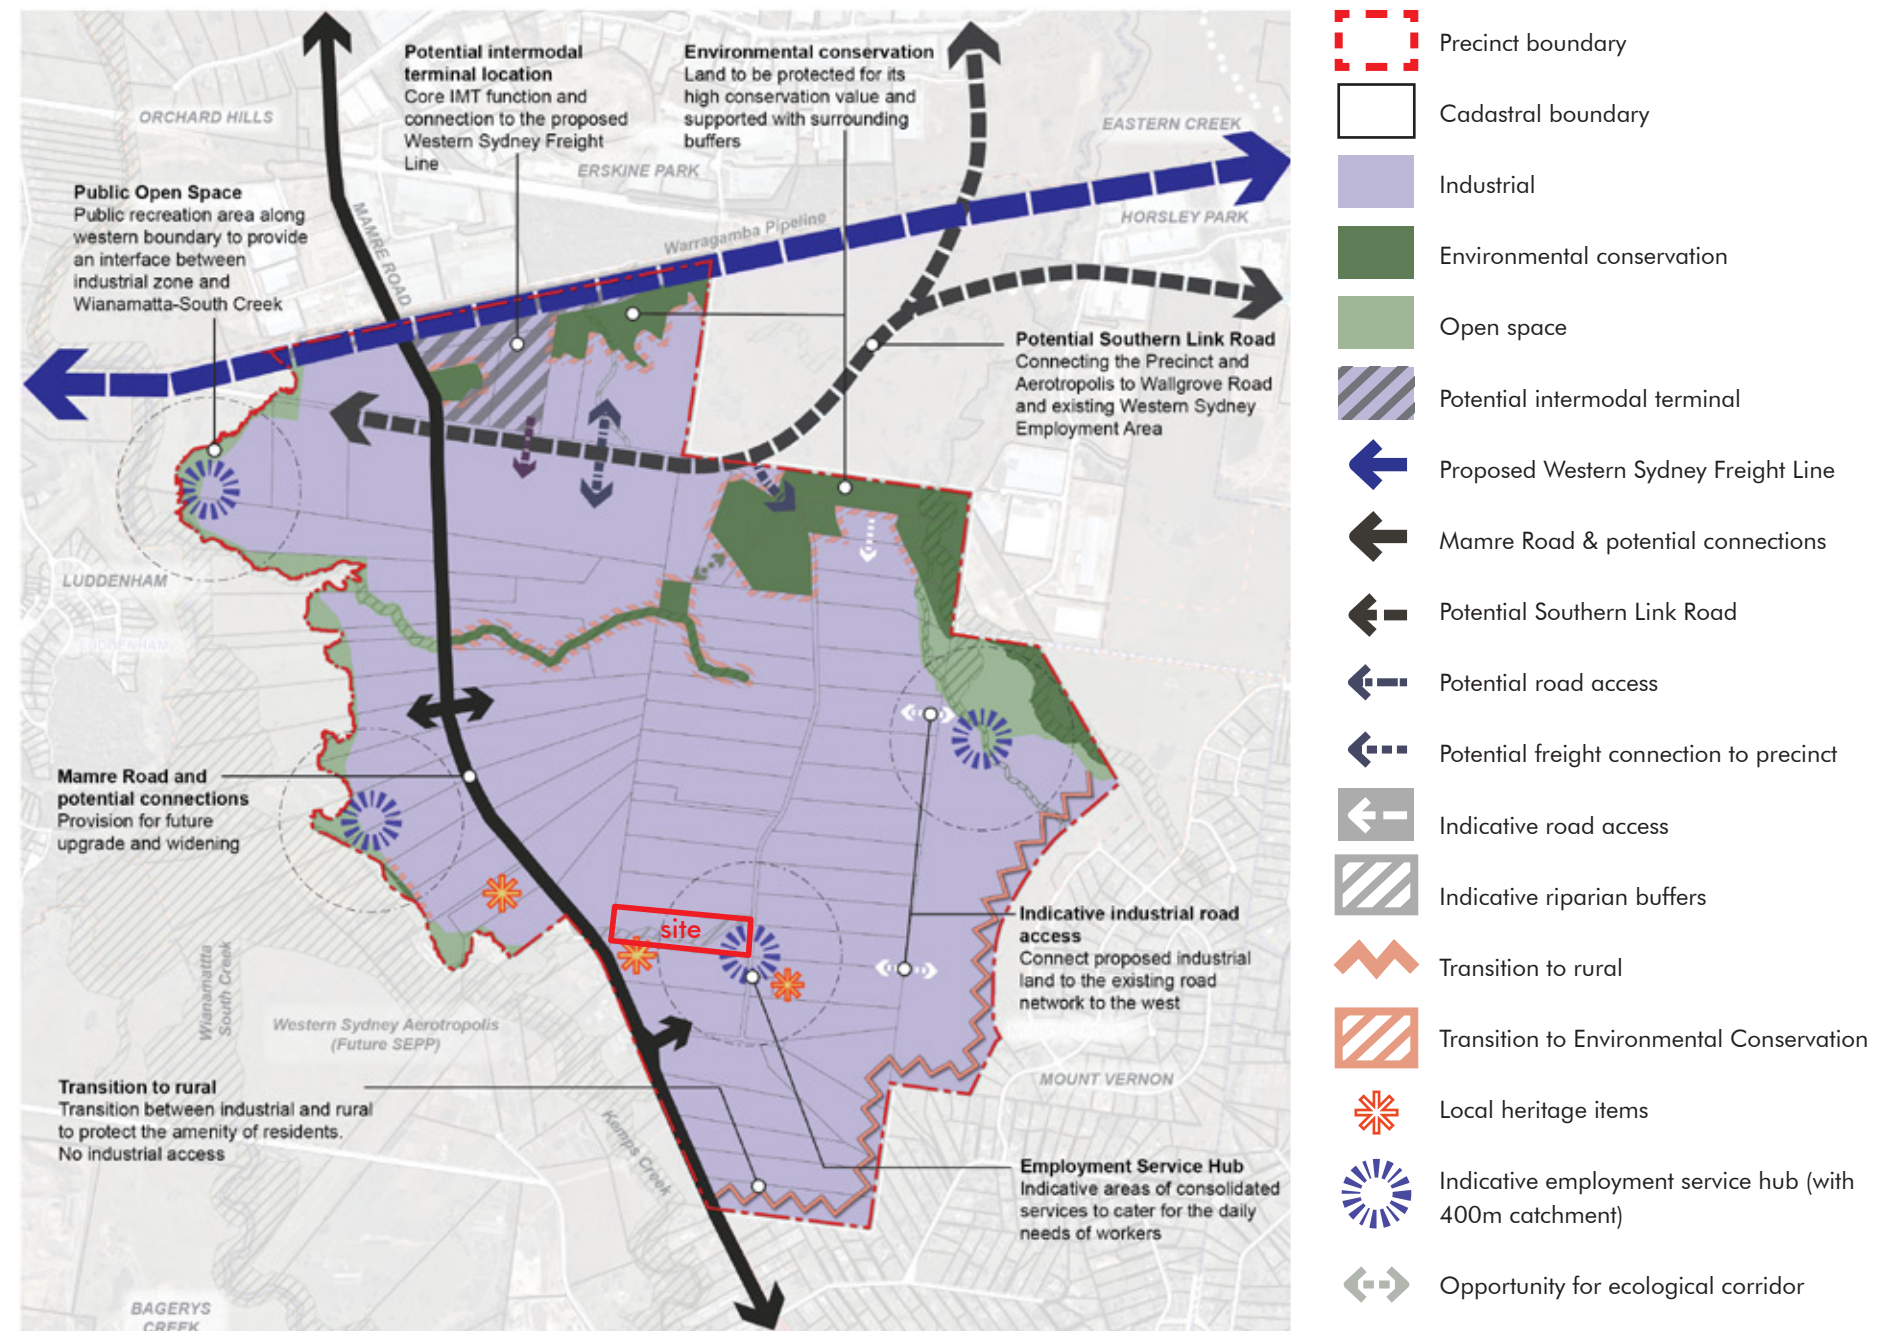 Potential intermodal
terminal location
Core IMT function and
connection to the proposed
Western Sydney Freight
Line
Environmental conservation
Land to be protected for its
high conservation value and
supported with surrounding
buffers
ORCHARD HILLS
ERSKINE PARK
EASTERN CREEK
HORSLEY PARK
Public Open Space
Public recreation area along
western boundary to provide
an interface between
industrial zone and
Wianamatta-South Creek
MAMRE ROAD
Warragamba Pipeline
Potential Southern Link Road
Connecting the Precinct and
Aerotropolis to Wallgrove Road
and existing Western Sydney
Employment Area
LUDDENHAM
LUDDENHAM
Mamre Road and
potential connections
Provision for future
upgrade and widening
site
Indicative industrial road
access
Connect proposed industrial
land to the existing road
network to the west
Wianamattta
South Creek
Western Sydney Aerotropolis
(Future SEPP)
MOUNT VERNON
Transition to rural
Transition between industrial and rural
to protect the amenity of residents.
No industrial access
Kemps Creek
Employment Service Hub
Indicative areas of consolidated
services to cater for the daily
needs of workers
BAGERYS
CREEK
Precinct boundary
Cadastral boundary
Industrial
Environmental conservation
Open space
Potential intermodal terminal
Proposed Western Sydney Freight Line
Mamre Road & potential connections
Potential Southern Link Road
Potential road access
Potential freight connection to precinct
Indicative road access
Indicative riparian buffers
Transition to rural
Transition to Environmental Conservation
Local heritage items
Indicative employment service hub (with
400m catchment)
Opportunity for ecological corridor